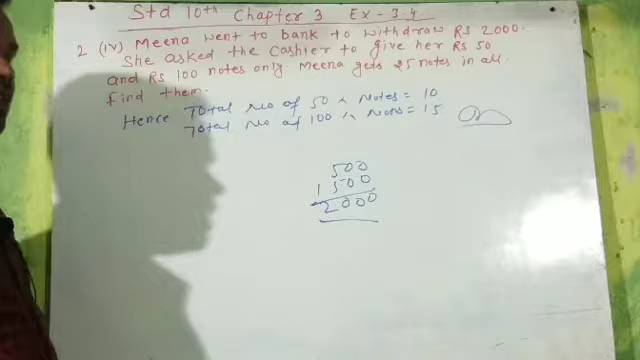 Std 10th Chapter 3 Ex-3.4
2 (IV) Meena went to bank to withdraw RS 2000.
She asked the Cashier to give her RS 50
and RS 100 notes only Meena gets 25 notes in all.
Find them.
Hence Total No of 50 Notes = 10
Total No of 100 Notes = 15
500
1500
2000